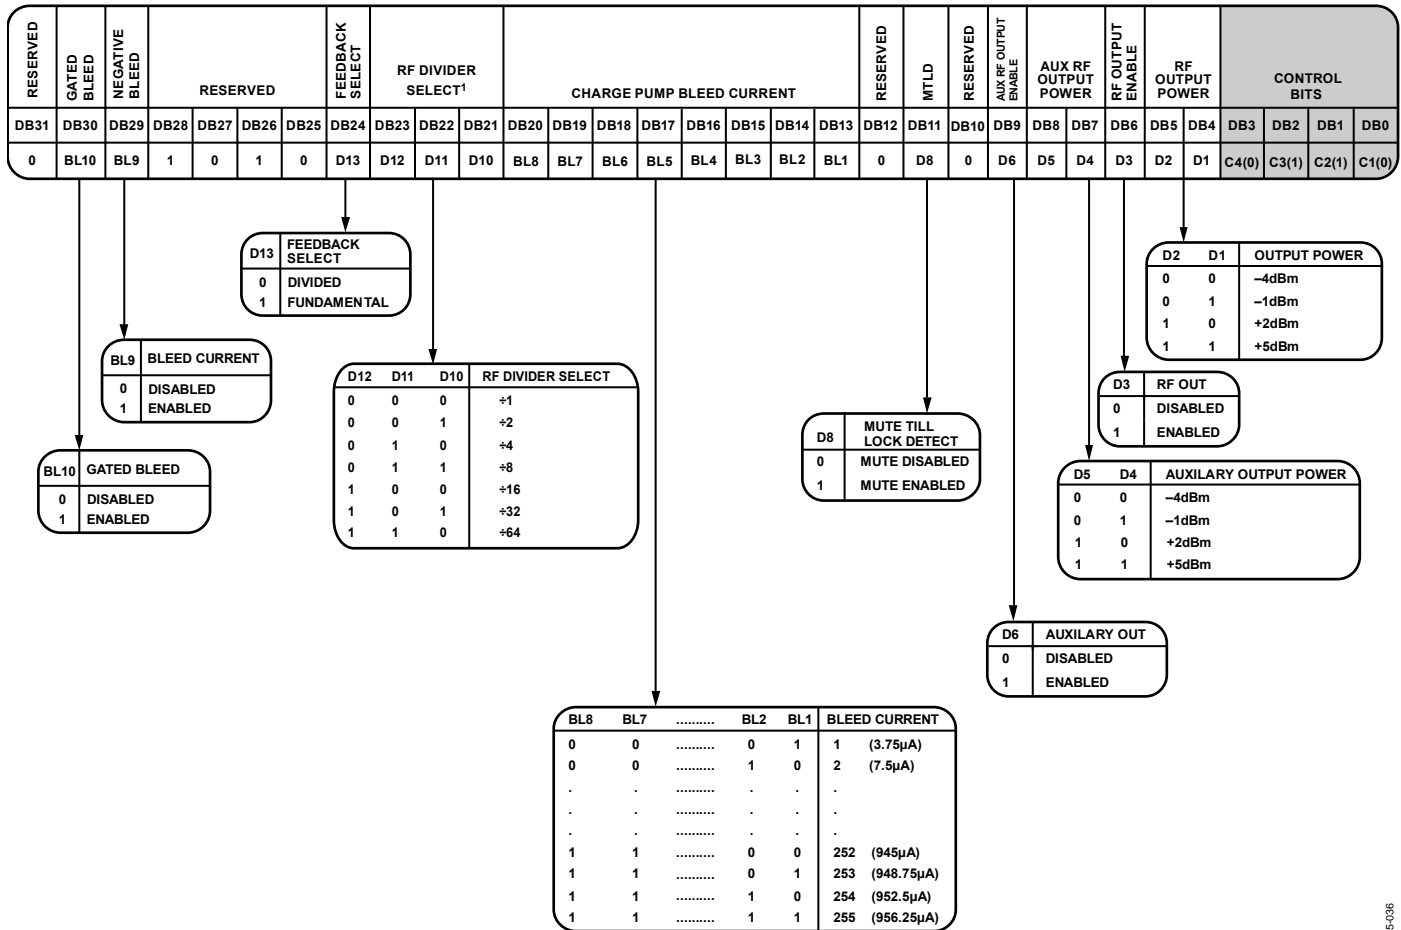 RESERVED
GATED BLEED
NEGATIVE BLEED
RESERVED
FEEDBACK SELECT
RF DIVIDER SELECT1
CHARGE PUMP BLEED CURRENT
RESERVED
MTLD
RESERVED
AUX RF OUTPUT ENABLE
AUX RF OUTPUT POWER
RF OUTPUT ENABLE
RF OUTPUT POWER
CONTROL BITS
DB31 DB30 DB29 DB28 DB27 DB26 DB25 DB24 DB23 DB22 DB21 DB20 DB19 DB18 DB17 DB16 DB15 DB14 DB13 DB12 DB11 DB10 DB9 DB8 DB7 DB6 DB5 DB4 DB3 DB2 DB1 DB0
0 BL10 BL9 1 0 1 0 D13 D12 D11 D10 BL8 BL7 BL6 BL5 BL4 BL3 BL2 BL1 0 D8 0 D6 D5 D4 D3 D2 D1 C4(0) C3(1) C2(1) C1(0)
D13 FEEDBACK SELECT
0 DIVIDED
1 FUNDAMENTAL
D2 D1 OUTPUT POWER
0 0 –4dBm
0 1 –1dBm
1 0 +2dBm
1 1 +5dBm
BL9 BLEED CURRENT
0 DISABLED
1 ENABLED
D12 D11 D10 RF DIVIDER SELECT
0 0 0 ÷1
0 0 1 ÷2
0 1 0 ÷4
0 1 1 ÷8
1 0 0 ÷16
1 0 1 ÷32
1 1 0 ÷64
D3 RF OUT
0 DISABLED
1 ENABLED
D8 MUTE TILL LOCK DETECT
0 MUTE DISABLED
1 MUTE ENABLED
BL10 GATED BLEED
0 DISABLED
1 ENABLED
D5 D4 AUXILARY OUTPUT POWER
0 0 –4dBm
0 1 –1dBm
1 0 +2dBm
1 1 +5dBm
D6 AUXILARY OUT
0 DISABLED
1 ENABLED
BL8 BL7 .......... BL2 BL1 BLEED CURRENT
0 0 .......... 0 1 1 (3.75µA)
0 0 .......... 1 0 2 (7.5µA)
. . .......... . . .
. . .......... . . .
. . .......... . . .
1 1 .......... 0 0 252 (945µA)
1 1 .......... 0 1 253 (948.75µA)
1 1 .......... 1 0 254 (952.5µA)
1 1 .......... 1 1 255 (956.25µA)
5-036